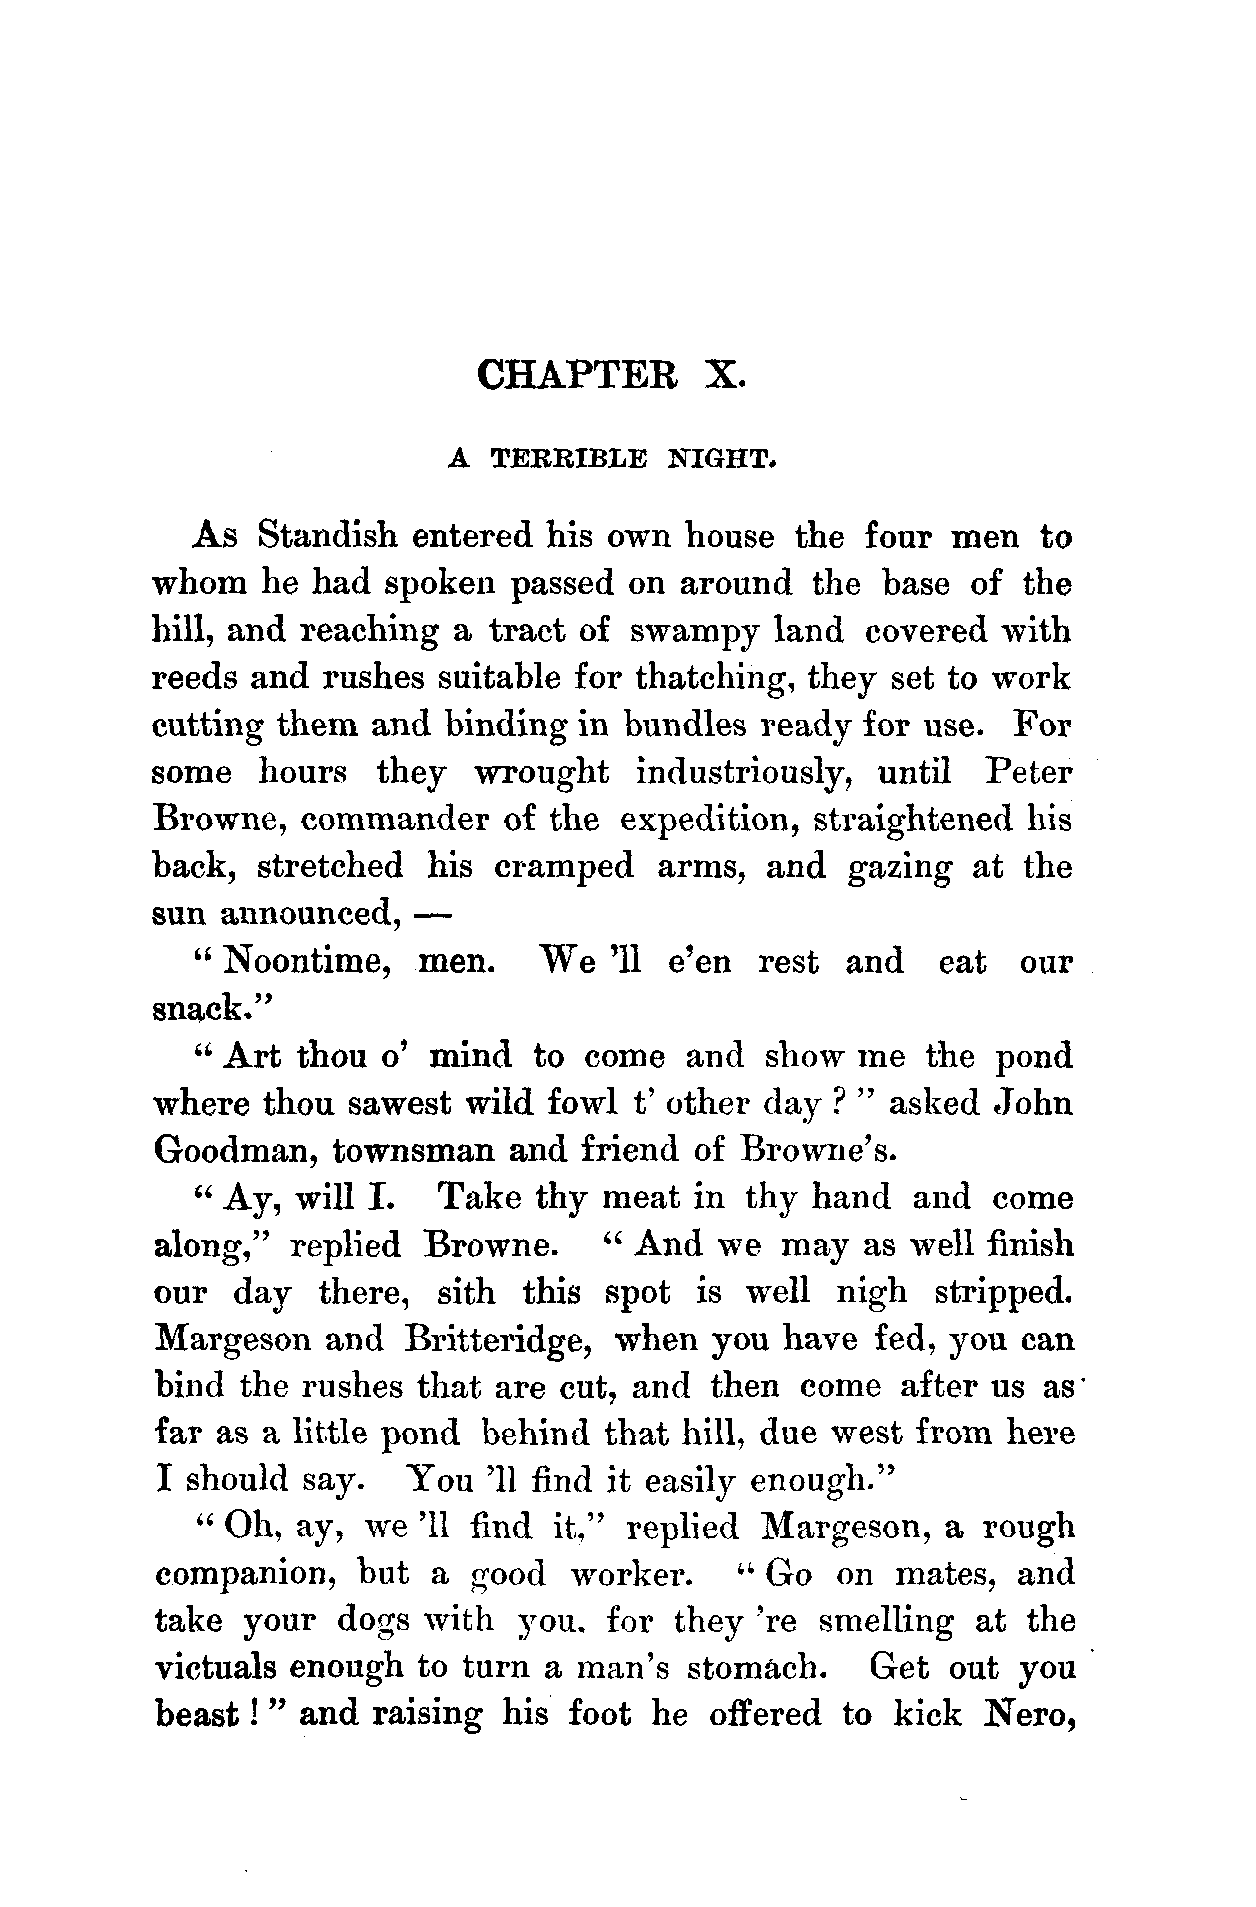 CHAPTER X.
A TERRIBLE NIGHT.
As Standish entered his own house the four men to
whom he had spoken passed on around the base of the
hill, and reaching a tract of swampy land covered with
reeds and rushes suitable for thatching, they set to work
cutting them and binding in bundles ready for use. For
some hours they wrought industriously, until Peter
Browne, commander of the expedition, straightened his
back, stretched his cramped arms, and gazing at the
sun announced, —
“ Noontime, men. We ’ll e’en rest and eat our
snack.”
“ Art thou o’ mind to come and show me the pond
where thou sawest wild fowl t’ other day ? ” asked John
Goodman, townsman and friend of Browne’s.
“ Ay, will I. Take thy meat in thy hand and come
along,” replied Browne. “ And we may as well finish
our day there, sith this spot is well nigh stripped.
Margeson and Britteridge, when you have fed, you can
bind the rushes that are cut, and then come after us as
far as a little pond behind that hill, due west from here
I should say. You ’ll find it easily enough.”
“ Oh, ay, we ’ll find it,” replied Margeson, a rough
companion, but a good worker. “ Go on mates, and
take your dogs with you, for they ’re smelling at the
victuals enough to turn a man’s stomach. Get out you
beast ! ” and raising his foot he offered to kick Nero,